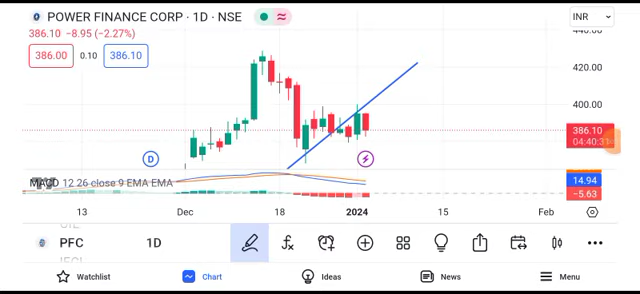 POWER FINANCE CORP · 1D · NSE
INR
386.10 −8.95 (−2.27%)
386.00 0.10 386.10
440.00
420.00
400.00
386.10
04:40:31
D
12 26 close 9 EMA EMA
14.94
−5.63
13 Dec 18 2024 15 Feb
PFC 1D
Watchlist Chart Ideas News Menu